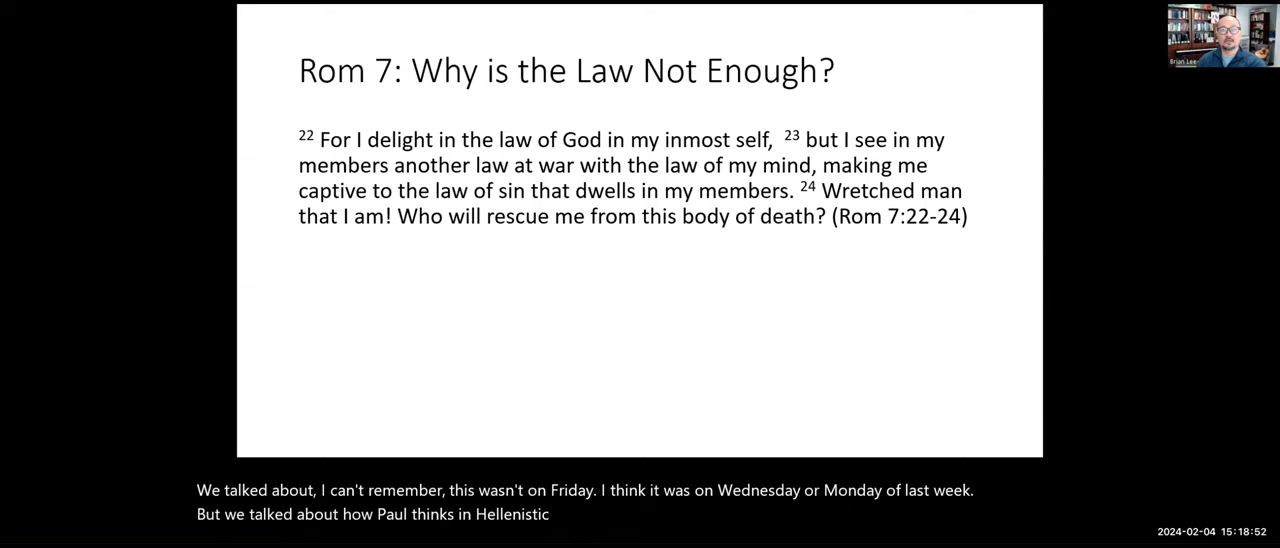 Rom 7: Why is the Law Not Enough?
22 For I delight in the law of God in my inmost self, 23 but I see in my
members another law at war with the law of my mind, making me
captive to the law of sin that dwells in my members. 24 Wretched man
that I am! Who will rescue me from this body of death? (Rom 7:22-24)
Brian Lee
We talked about, I can't remember, this wasn't on Friday. I think it was on Wednesday or Monday of last week.
But we talked about how Paul thinks in Hellenistic
2024-02-04 15:18:52